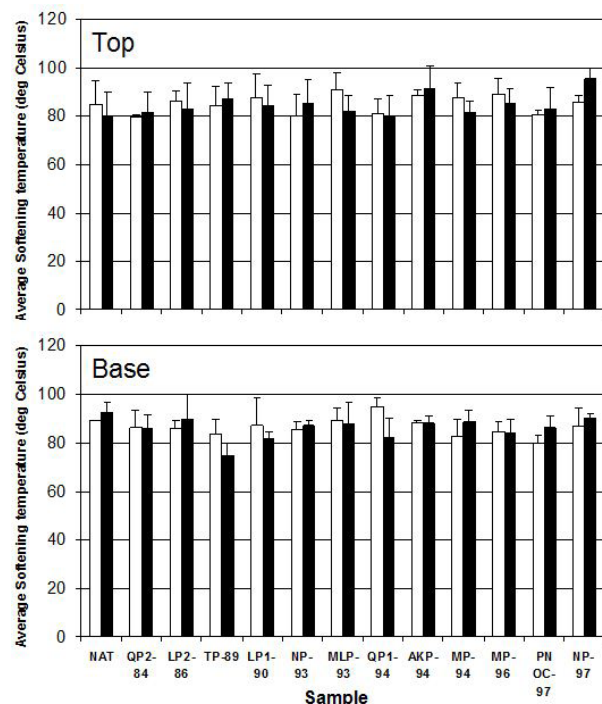 Top
Average Softening temperature (deg Celsius)
120
100
80
60
40
20
0
Base
Average Softening temperature (deg Celsius)
120
100
80
60
40
20
0
NAT QP2- LP2- TP-89 LP1- NP- MLP- QP1- AKP- MP- MP- PN NP-
84 86 90 93 93 94 94 94 96 OC- 97
97
Sample